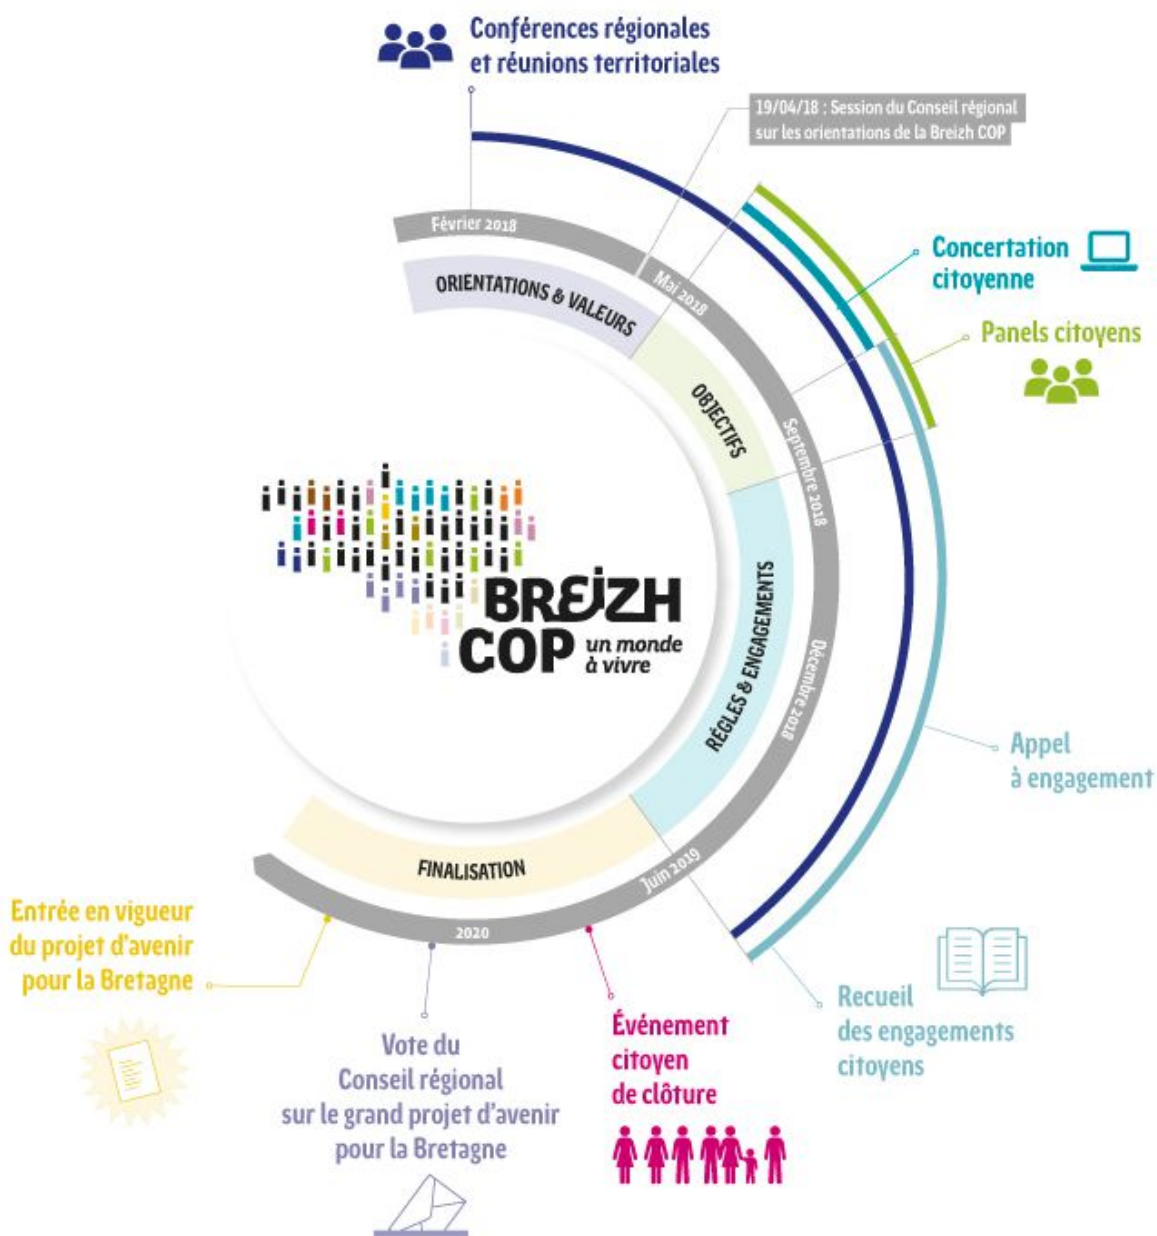 Conférences régionales
et réunions territoriales
19/04/18 : Session du Conseil régional
sur les orientations de la Breizh COP
Février 2018
Mai 2018
Septembre 2018
Décembre 2018
Juin 2019
2020
ORIENTATIONS & VALEURS
OBJECTIFS
RÉGLES & ENGAGEMENTS
FINALISATION
Concertation
citoyenne
Panels citoyens
BREIZH
COP un monde
à vivre
Appel
à engagement
Recueil
des engagements
citoyens
Événement
citoyen
de clôture
Vote du
Conseil régional
sur le grand projet d'avenir
pour la Bretagne
Entrée en vigueur
du projet d'avenir
pour la Bretagne